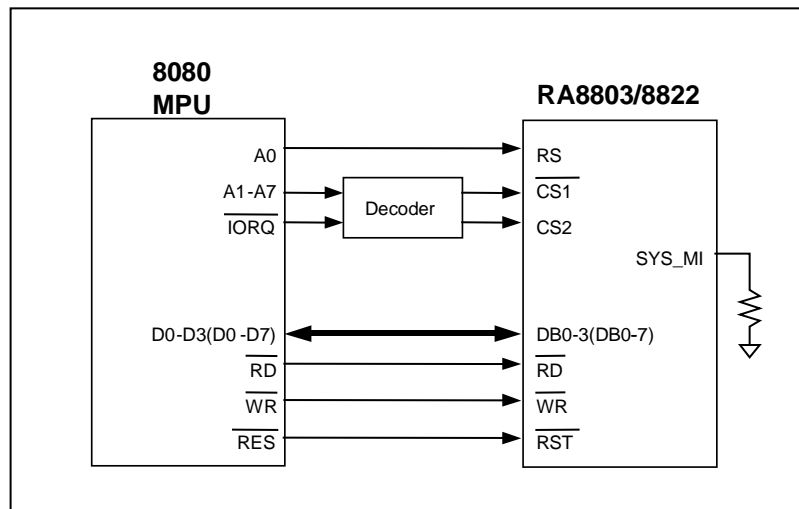 8080
MPU
RA8803/8822
A0
RS
A1-A7
Decoder
CS1
IORQ
CS2
SYS_MI
D0-D3(D0-D7)
DB0-3(DB0-7)
RD
RD
WR
WR
RES
RST